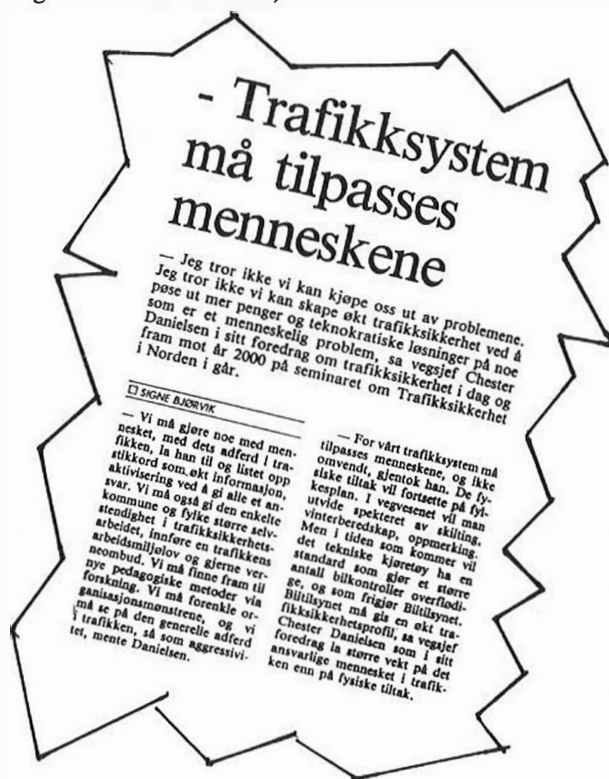 - Trafikksystem
må tilpasses
menneskene
— Jeg tror ikke vi kan kjøpe oss ut av problemene.
Jeg tror ikke vi kan skape økt trafikksikkerhet ved å
pøse ut mer penger og teknokratiske løsninger på noe
som er et menneskelig problem, sa vegsjef Chester
Danielsen i sitt foredrag om trafikksikkerhet i dag og
fram mot år 2000 på seminaret om Trafikksikkerhet
i Norden i går.
□ SIGNE BJØRVIK
— Vi må gjøre noe med men-
nesket, med dets adferd i tra-
fikken, la han til og listet opp
stikkord som økt informasjon,
aktivisering ved å gi alle et an-
svar. Vi må også gi den enkelte
kommune og fylke større selv-
stendighet i trafikksikkerhets-
arbeidet, innføre en trafikkens
arbeidsmiljølov og gjerne ver-
neombud. Vi må finne fram til
nye pedagogiske metoder via
forskning. Vi må forenkle or-
ganisasjonsmønstrene, og vi
må se på den generelle adferd
i trafikken, så som aggressivi-
tet, mente Danielsen.
— For vårt trafikksystem må
tilpasses menneskene, og ikke
omvendt, gjentok han. De fy-
siske tiltak vil fortsette på fyl-
kesplan. I vegvesenet vil man
utvide spekteret av skilting,
vinterberedskap, oppmerking.
Men i tiden som kommer vil
det tekniske kjøretøy ha en
standard som gjør et større
antall bilkontroller overflødi-
ge, og som frigjør Biltilsynet.
Biltilsynet må gis en økt tra-
fikksikkerhetsprofil, sa vegsjef
Chester Danielsen som i sitt
foredrag la større vekt på det
ansvarlige mennesket i trafik-
ken enn på fysiske tiltak.